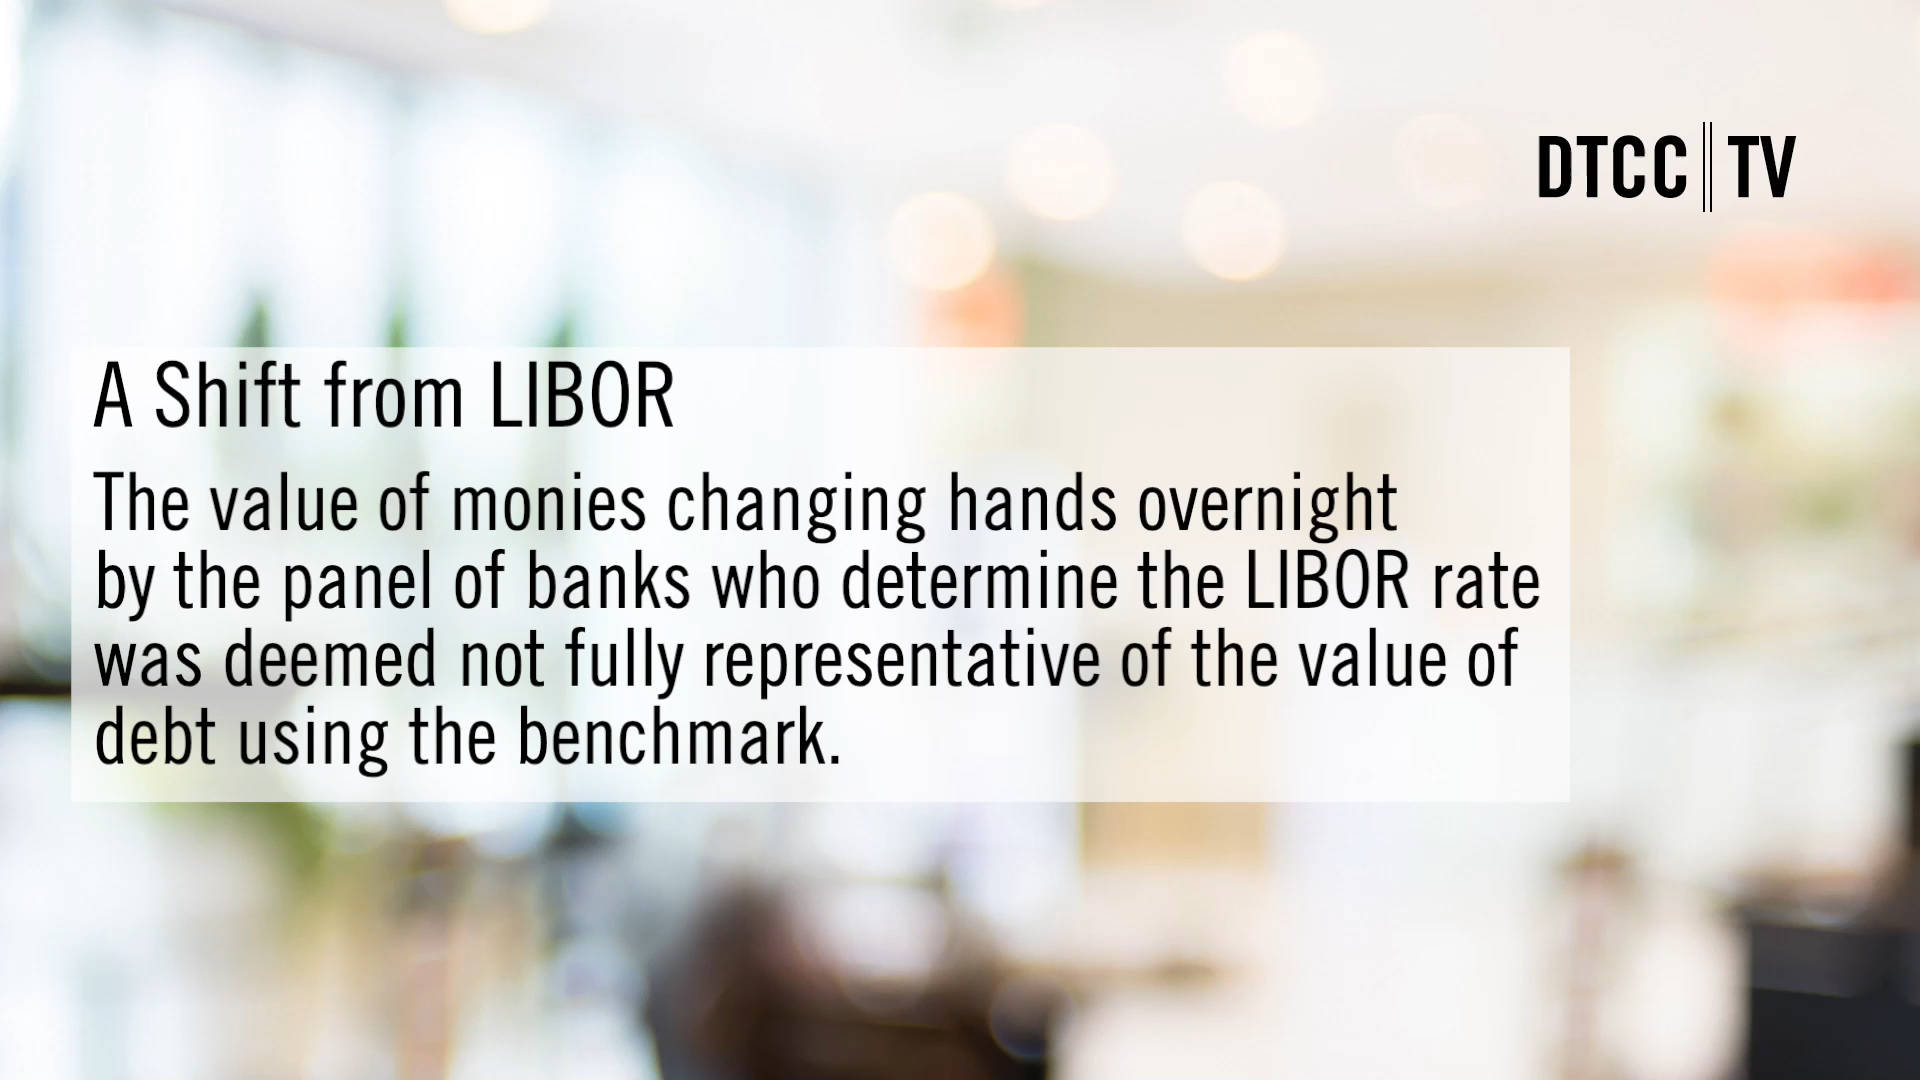 DTCC TV
A Shift from LIBOR
The value of monies changing hands overnight
by the panel of banks who determine the LIBOR rate
was deemed not fully representative of the value of
debt using the benchmark.